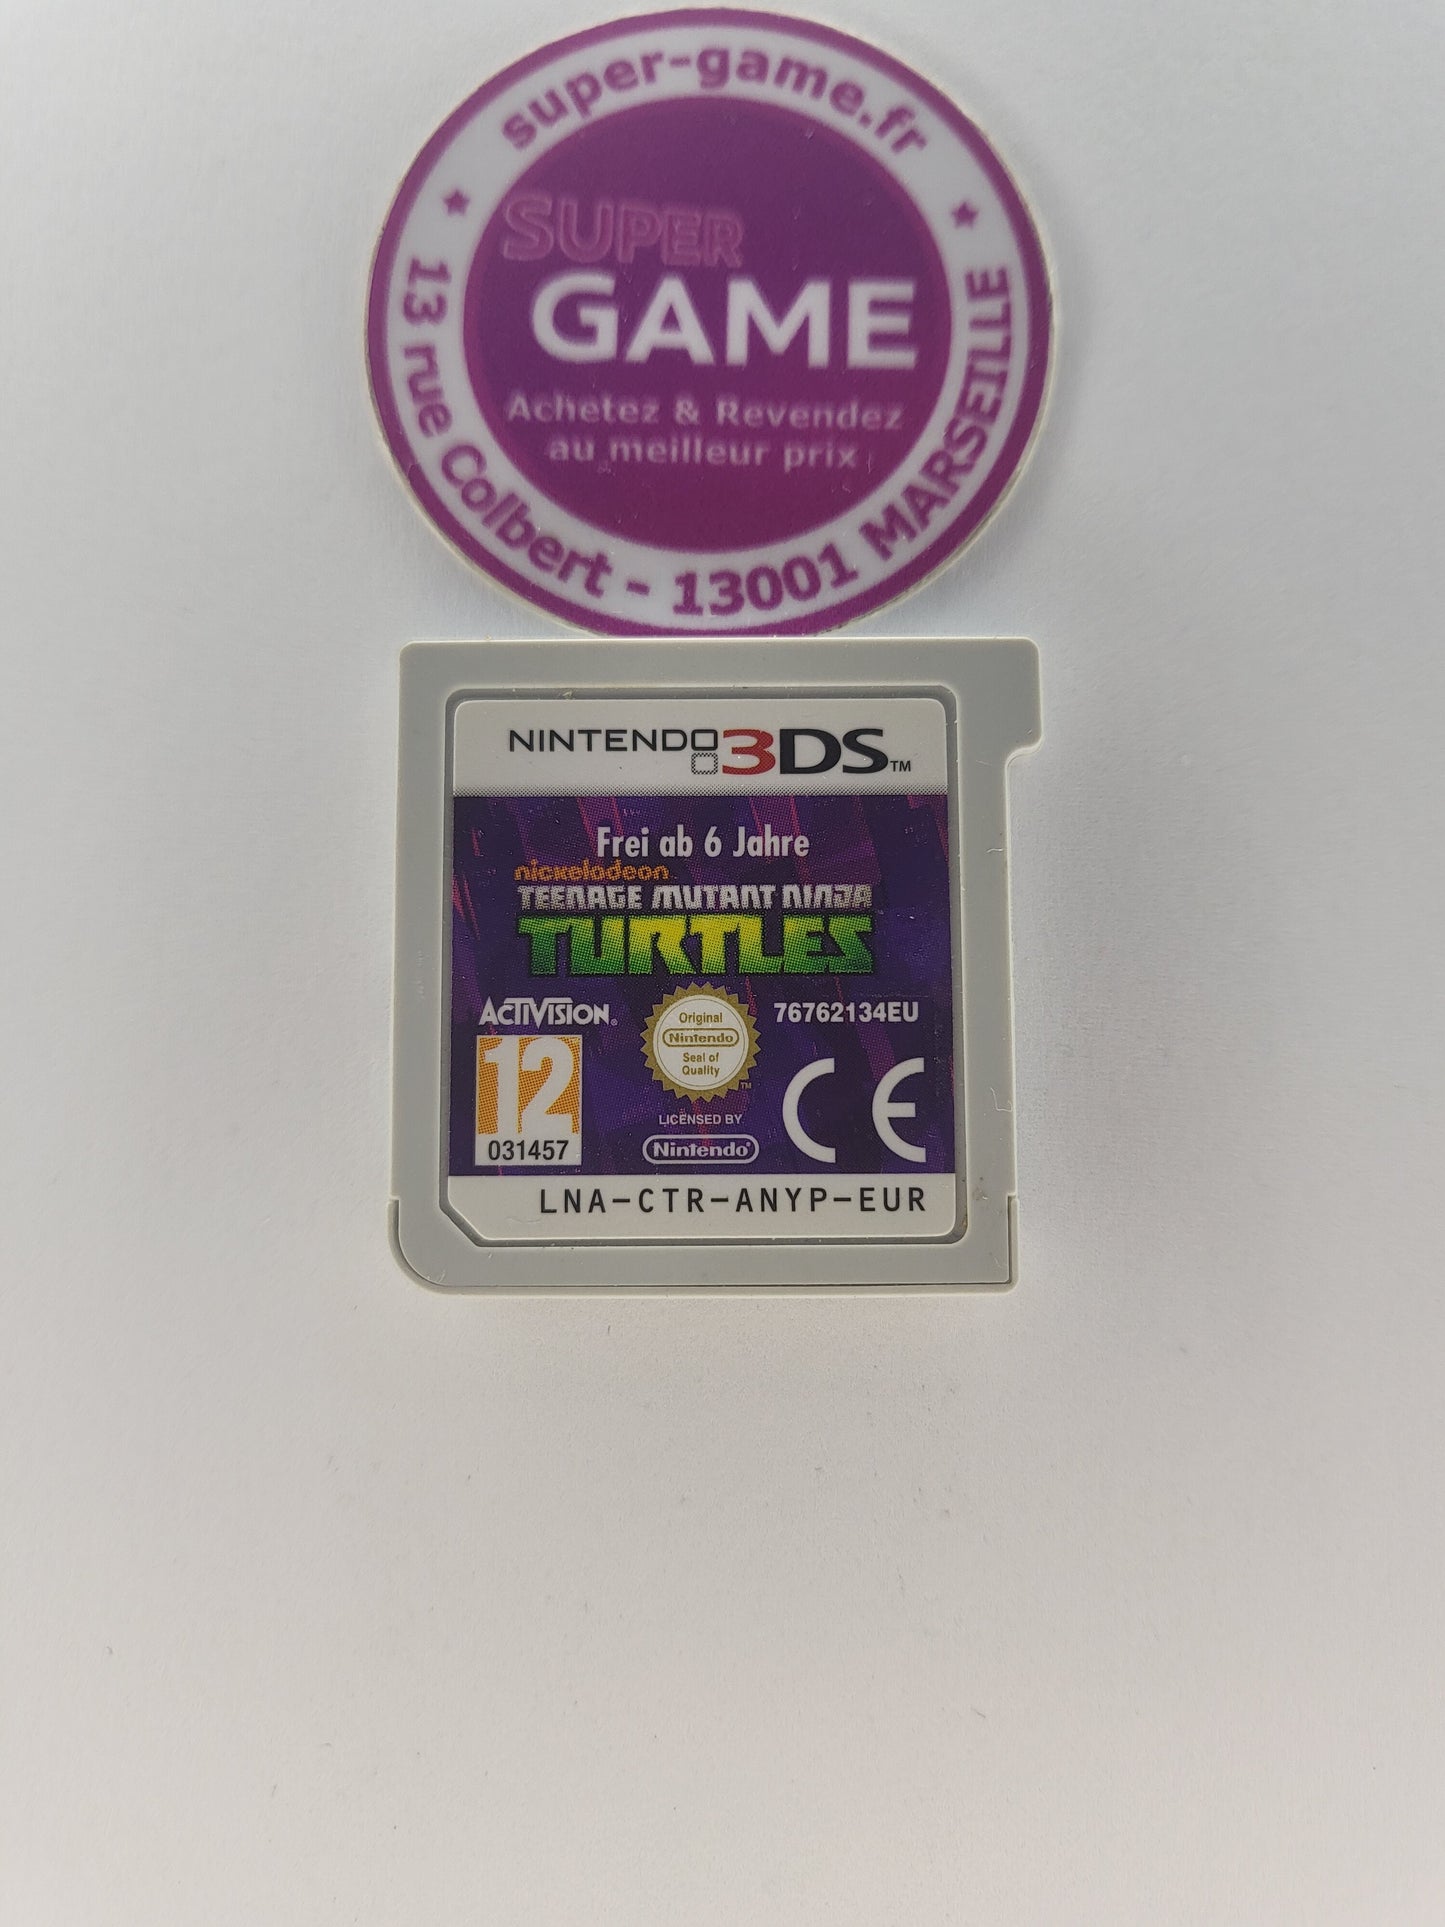 super-game.fr
SUPER
GAME
Achetez & Revendez
au meilleur prix
13 rue Colbert - 13001 MARSEILLE
NINTENDO 3DS™
Frei ab 6 Jahre
nickelodeon
TEENAGE MUTANT NINJA
TURTLES
ACTIVISION®
Original
Nintendo
Seal of
Quality
TM
76762134EU
12
031457
LICENSED BY
Nintendo®
CE
LNA-CTR-ANYP-EUR